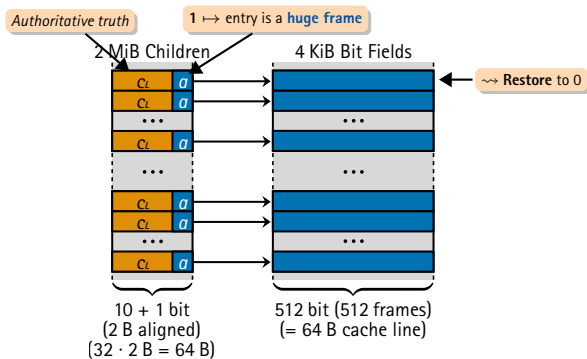 Authoritative truth
1 ↦ entry is a huge frame
2 MiB Children
4 KiB Bit Fields
⇝ Restore to 0
c_L a
c_L a
...
...
c_L a
...
...
c_L a
c_L a
...
...
c_L a
10 + 1 bit
(2 B aligned)
(32 · 2 B = 64 B)
512 bit (512 frames)
(= 64 B cache line)